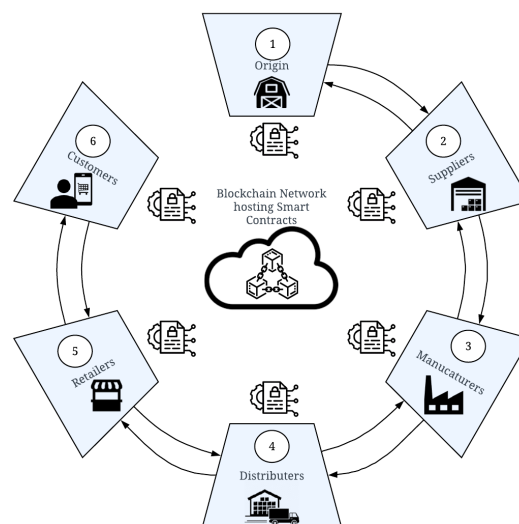 1
Origin
2
Suppliers
3
Manucaturers
4
Distributers
5
Retailers
6
Customers
Blockchain Network
hosting Smart
Contracts